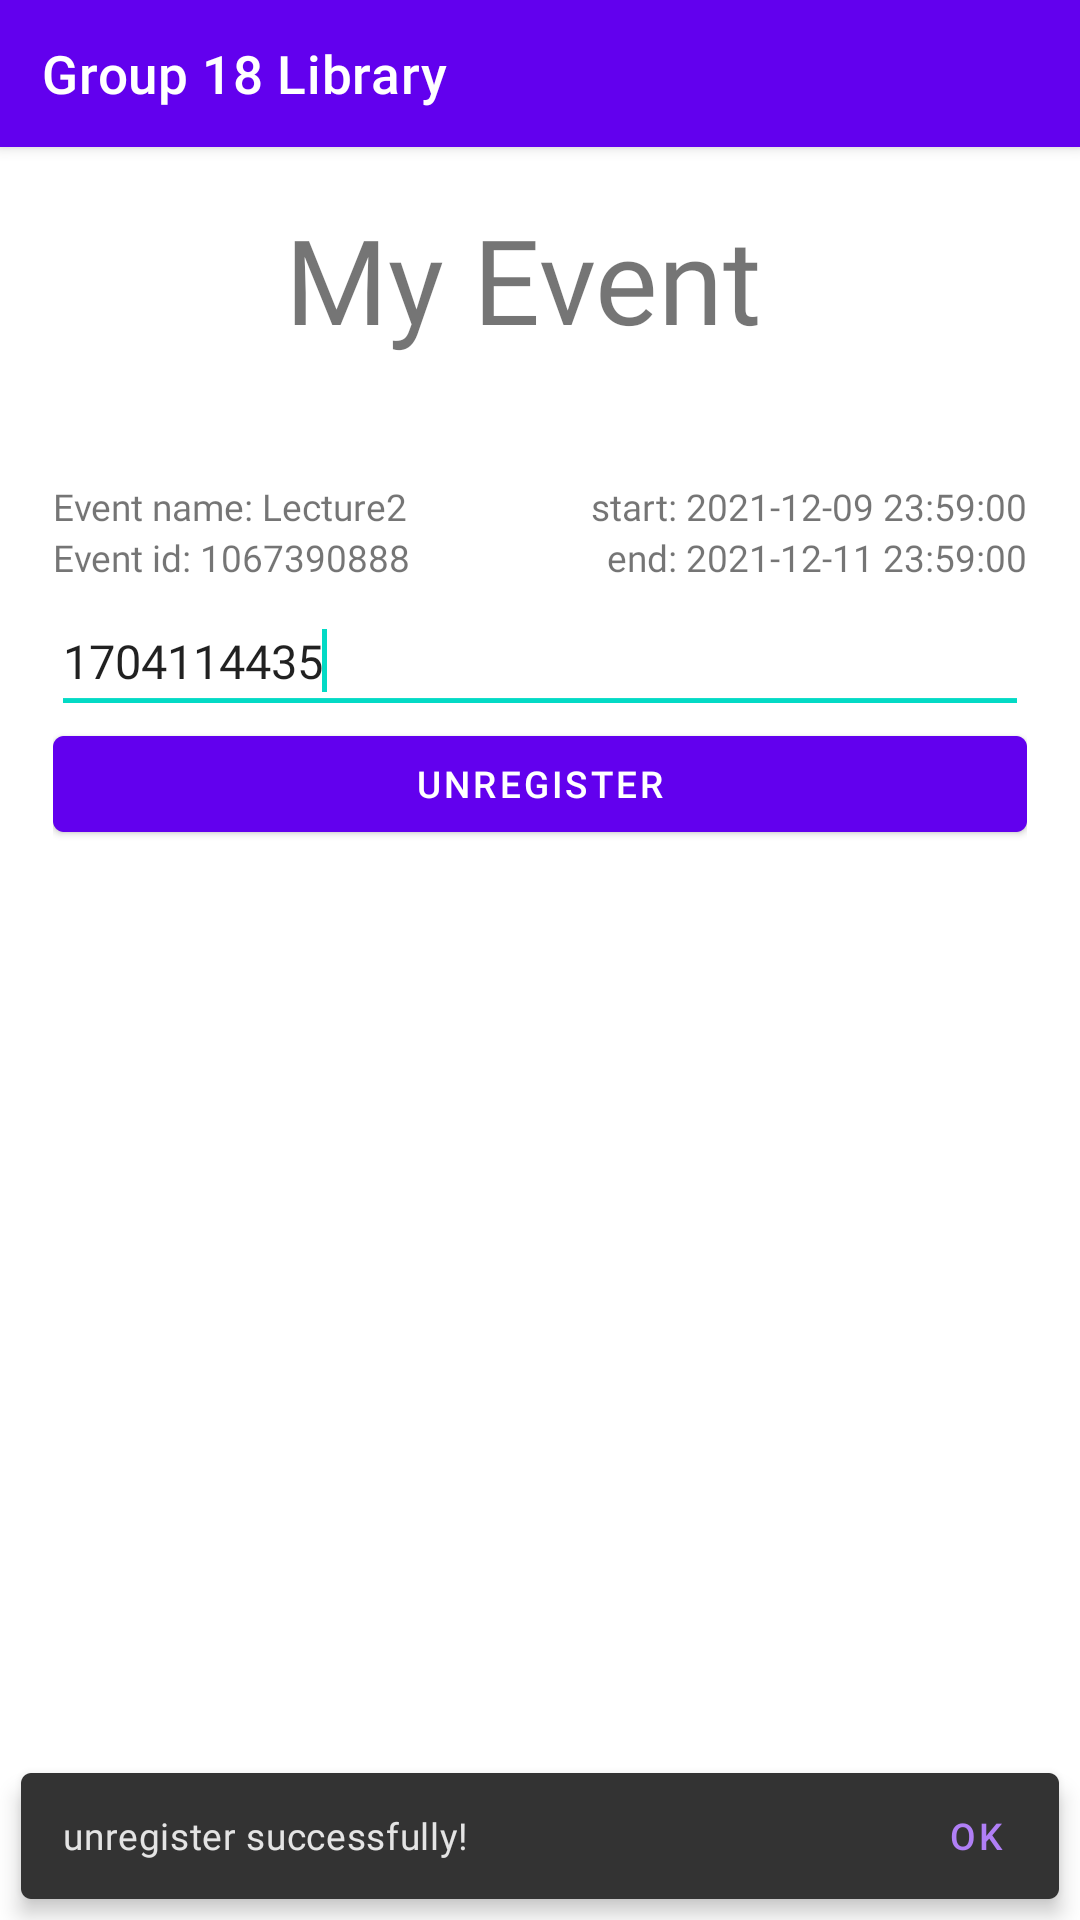 Group 18 Library
My Event
Event name: Lecture2 start: 2021-12-09 23:59:00
Event id: 1067390888 end: 2021-12-11 23:59:00
1704114435
UNREGISTER
unregister successfully! OK